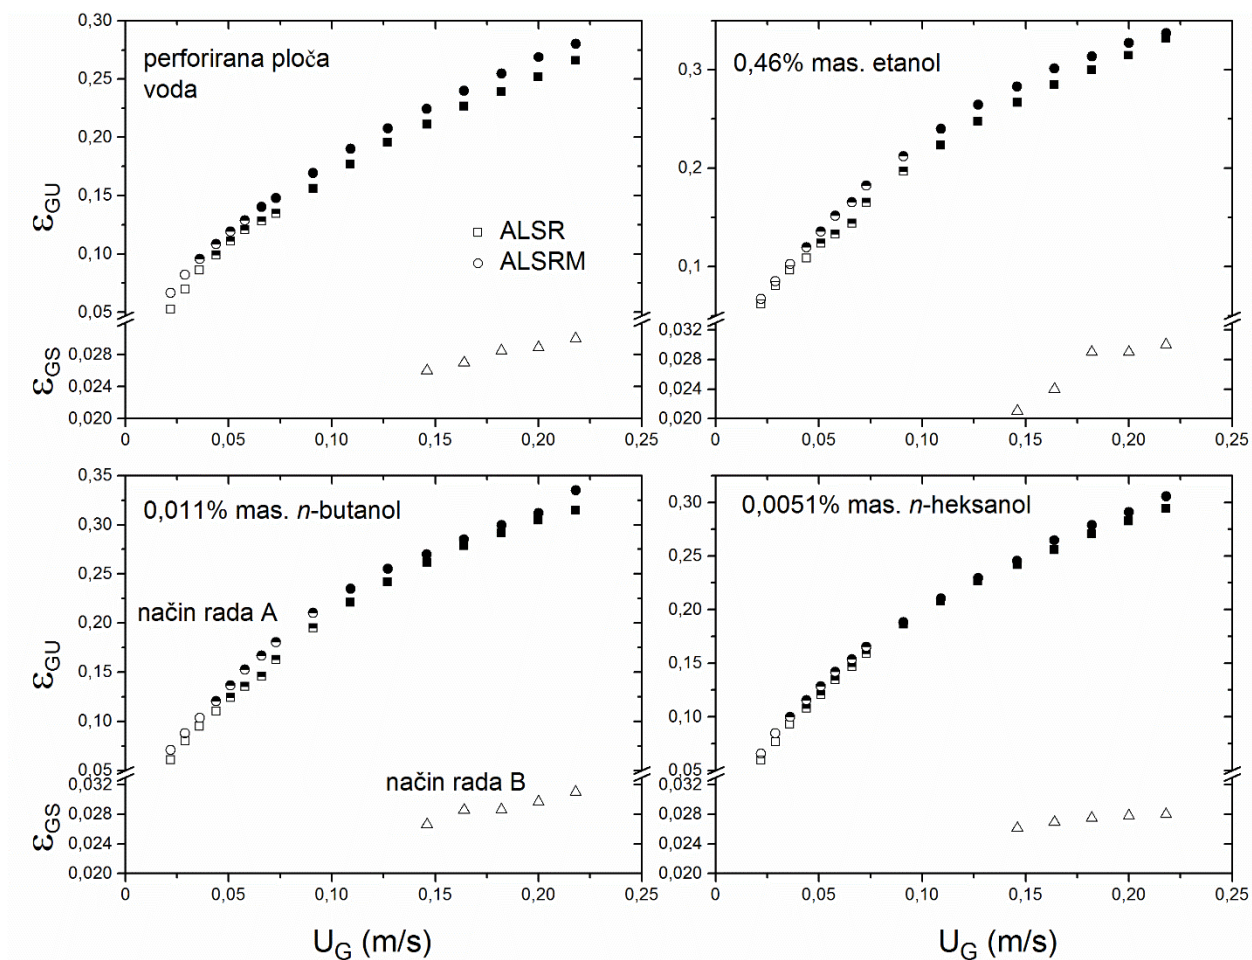 0,30
0,25
0,20
0,15
0,10
0,05
0,028
0,024
0,020
εGU
εGS
perforirana ploča
voda
ALSR
ALSRM
0 0,05 0,10 0,15 0,20 0,25
0,3
0,2
0,1
0,032
0,028
0,024
0,020
0,46% mas. etanol
0 0,05 0,10 0,15 0,20 0,25
0,35
0,30
0,25
0,20
0,15
0,10
0,05
0,032
0,028
0,024
0,020
εGU
εGS
0,011% mas. n-butanol
način rada A
način rada B
0 0,05 0,10 0,15 0,20 0,25
UG (m/s)
0,30
0,25
0,20
0,15
0,10
0,05
0.032
0,028
0,024
0,020
0,0051% mas. n-heksanol
0 0,05 0,10 0,15 0,20 0,25
UG (m/s)